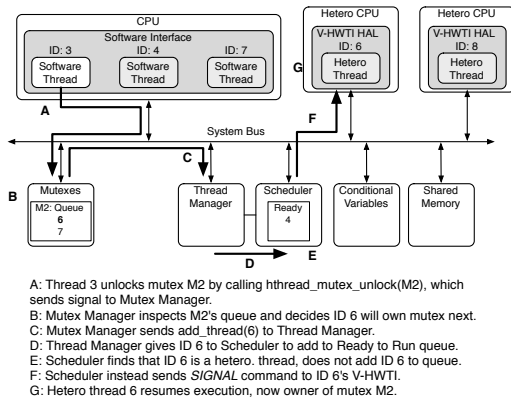 CPU
Software Interface
ID: 3 ID: 4 ID: 7
Software Thread
Software Thread
Software Thread
Hetero CPU
V-HWTI HAL
ID: 6
Hetero Thread
Hetero CPU
V-HWTI HAL
ID: 8
Hetero Thread
G
A
F
System Bus
C
B
Mutexes
M2: Queue
6
7
Thread Manager
Scheduler
Ready
4
Conditional Variables
Shared Memory
D
E
A: Thread 3 unlocks mutex M2 by calling hthread_mutex_unlock(M2), which
sends signal to Mutex Manager.
B: Mutex Manager inspects M2's queue and decides ID 6 will own mutex next.
C: Mutex Manager sends add_thread(6) to Thread Manager.
D: Thread Manager gives ID 6 to Scheduler to add to Ready to Run queue.
E: Scheduler finds that ID 6 is a hetero. thread, does not add ID 6 to queue.
F: Scheduler instead sends SIGNAL command to ID 6's V-HWTI.
G: Hetero thread 6 resumes execution, now owner of mutex M2.